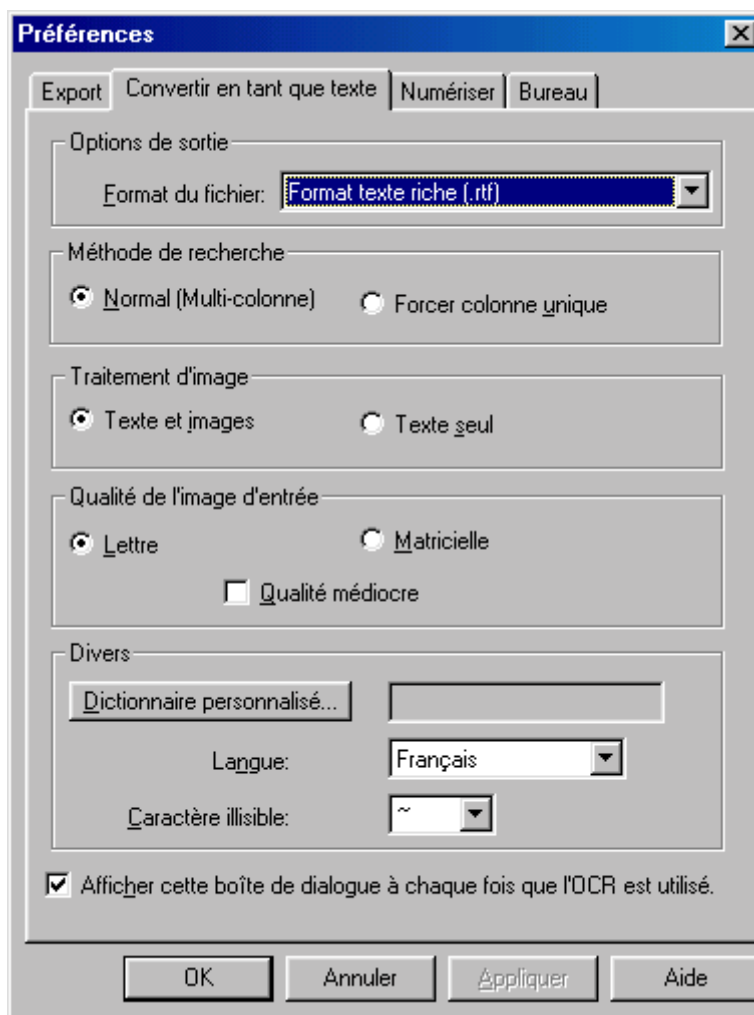 Préférences
Export Convertir en tant que texte Numériser Bureau
Options de sortie
Format du fichier: Format texte riche (.rtf)
Méthode de recherche
Normal (Multi-colonne) Forcer colonne unique
Traitement d'image
Texte et images Texte seul
Qualité de l'image d'entrée
Lettre Matricielle
Qualité médiocre
Divers
Dictionnaire personnalisé...
Langue: Français
Caractère illisible: ~
Afficher cette boîte de dialogue à chaque fois que l'OCR est utilisé.
OK Annuler Appliquer Aide